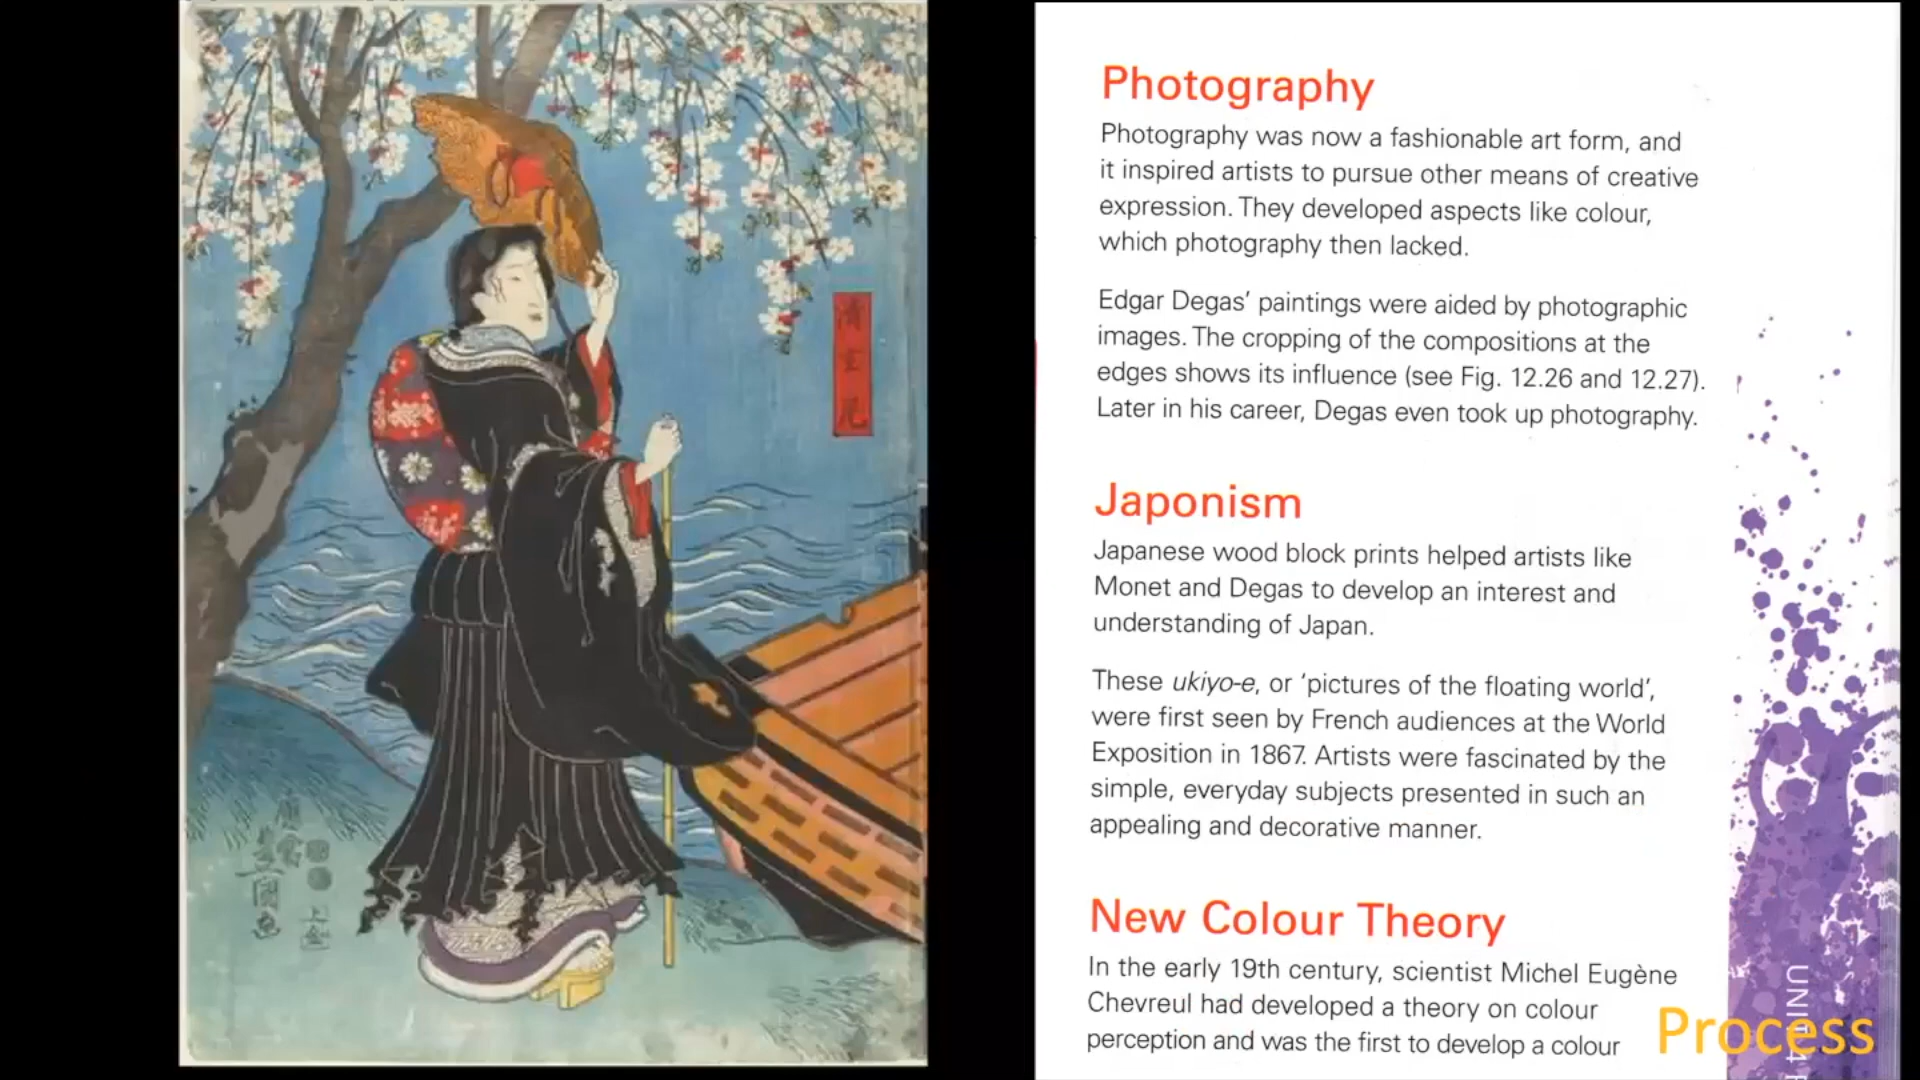 清玄尼
Photography
Photography was now a fashionable art form, and
it inspired artists to pursue other means of creative
expression. They developed aspects like colour,
which photography then lacked.
Edgar Degas’ paintings were aided by photographic
images. The cropping of the compositions at the
edges shows its influence (see Fig. 12.26 and 12.27).
Later in his career, Degas even took up photography.
Japonism
Japanese wood block prints helped artists like
Monet and Degas to develop an interest and
understanding of Japan.
These ukiyo-e, or ‘pictures of the floating world’,
were first seen by French audiences at the World
Exposition in 1867. Artists were fascinated by the
simple, everyday subjects presented in such an
appealing and decorative manner.
New Colour Theory
In the early 19th century, scientist Michel Eugène
Chevreul had developed a theory on colour
perception and was the first to develop a colour
Process